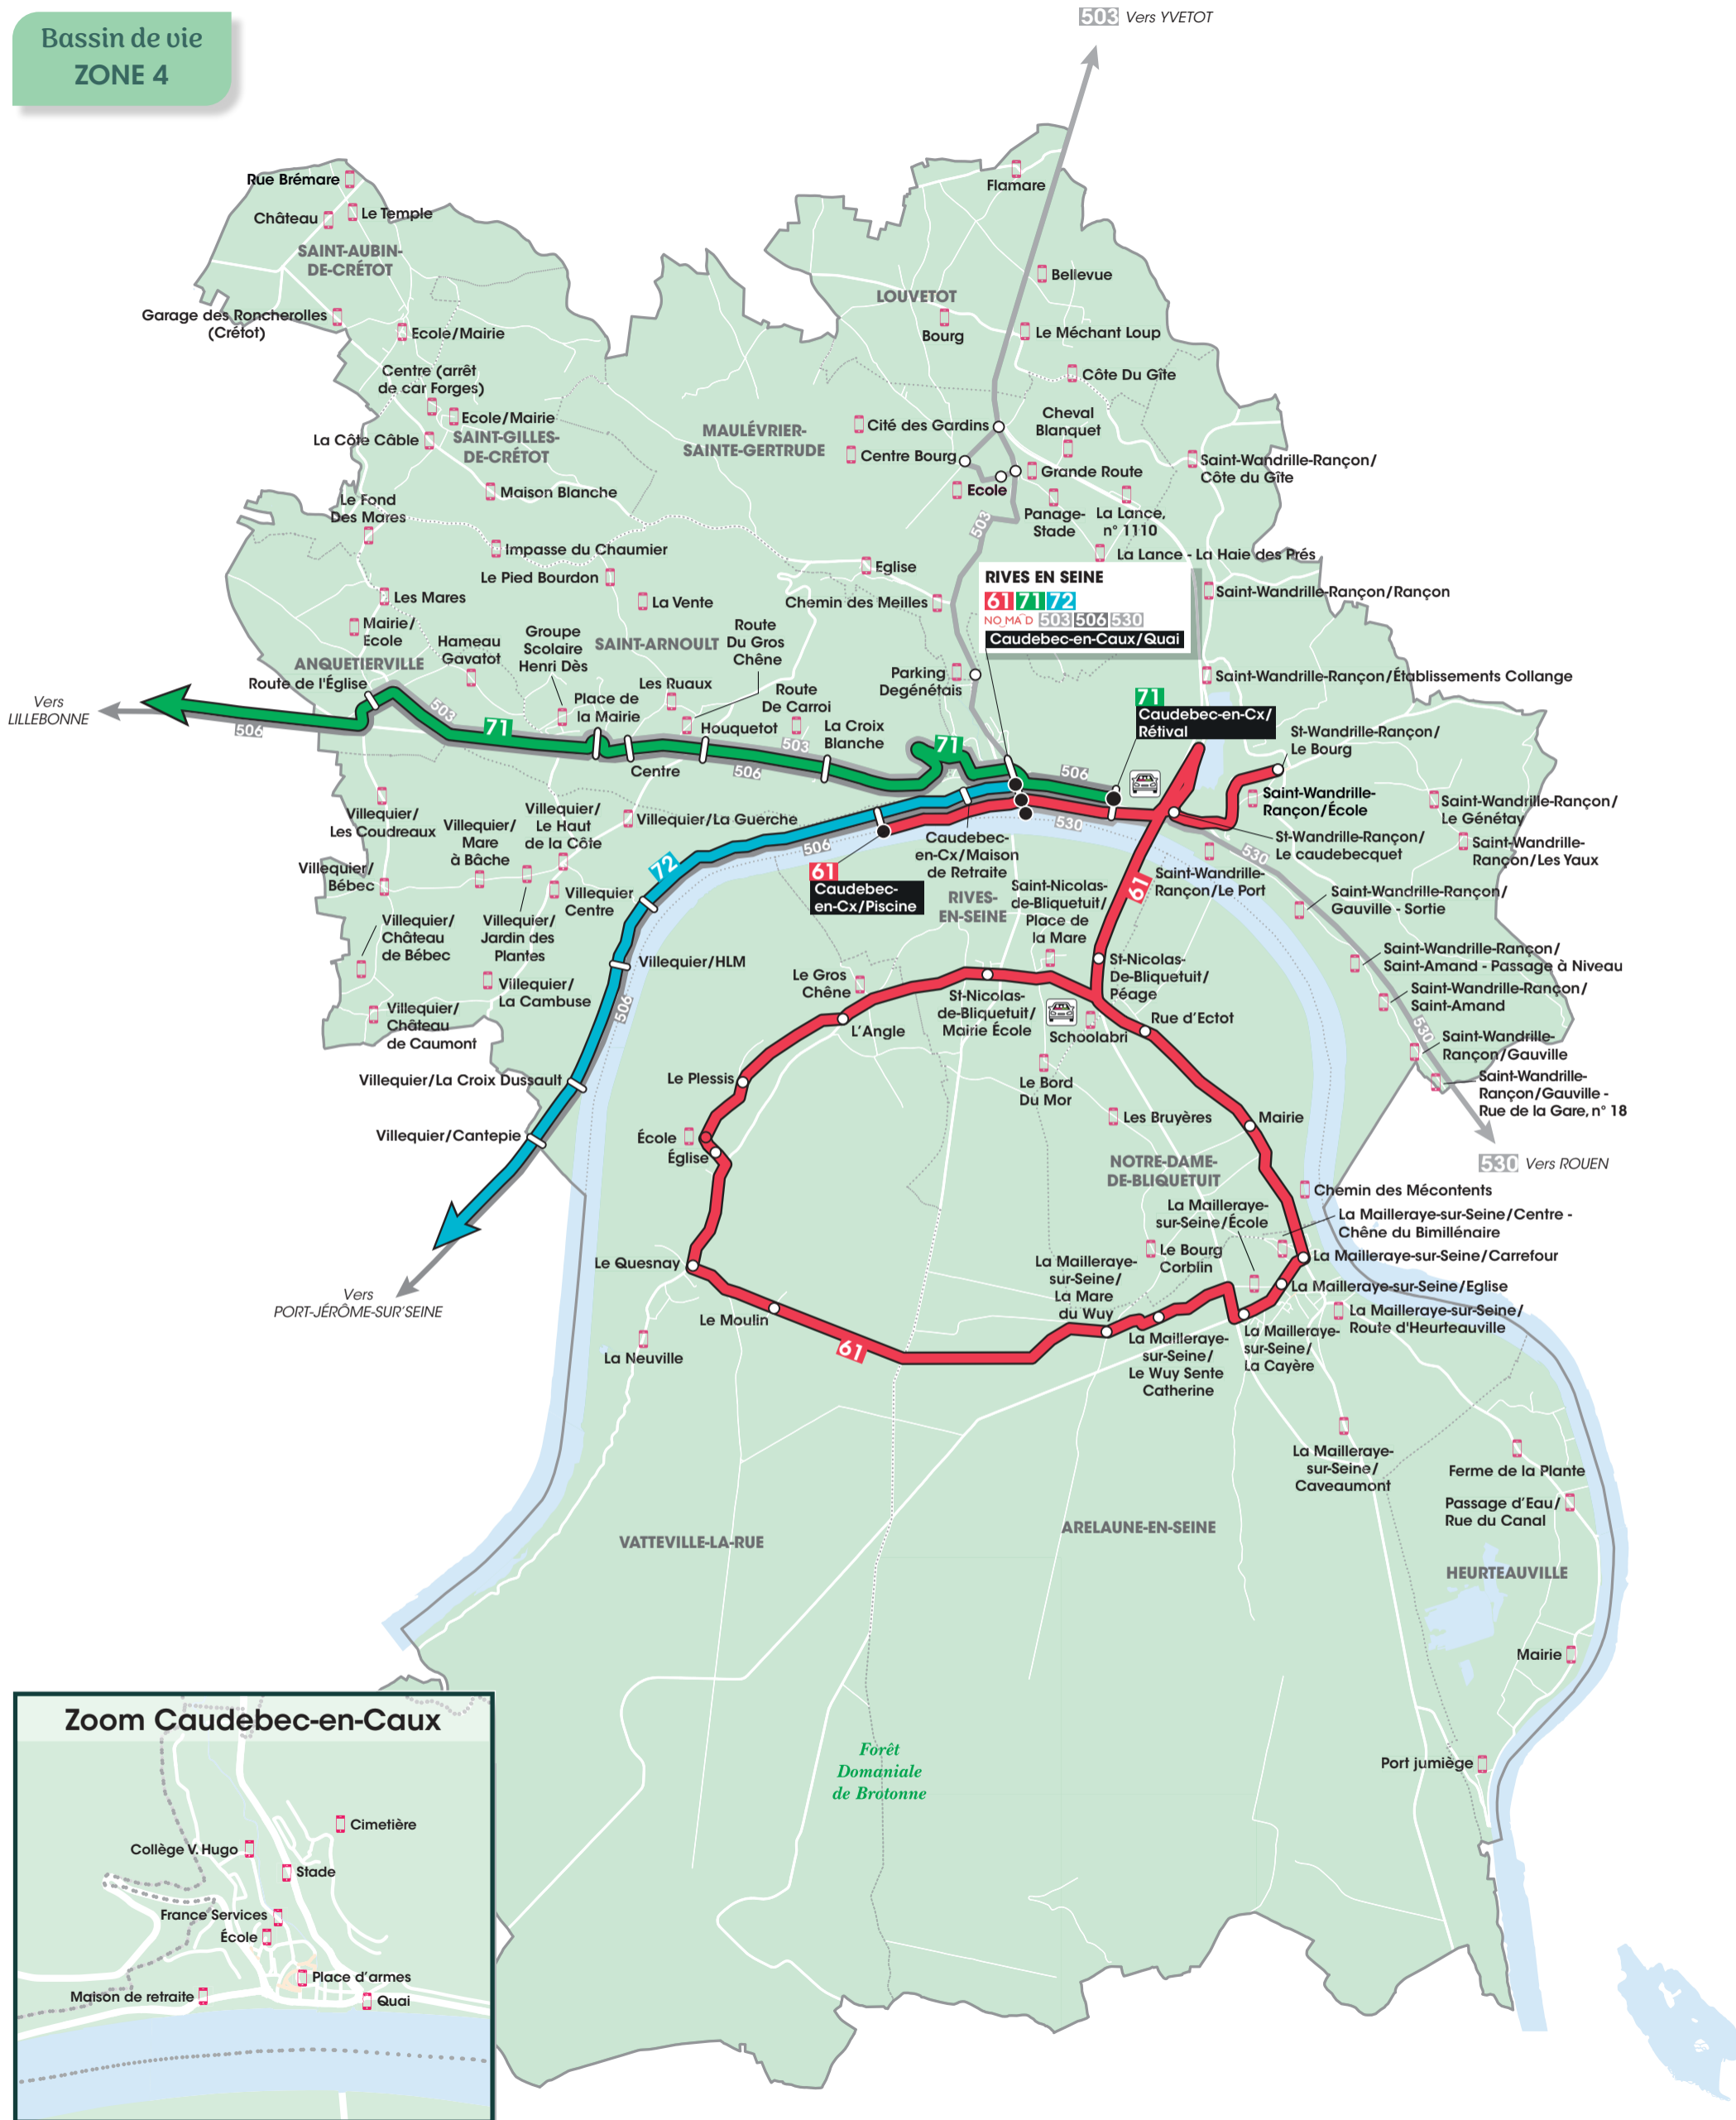 Bassin de vie
ZONE 4
503 Vers YVETOT
Rue Brémare
Château
Le Temple
SAINT-AUBIN-
DE-CRÉTOT
Garage des Roncherolles
(Crétot)
Ecole/Mairie
Centre (arrêt
de car Forges)
Ecole/Mairie
La Côte Câble
SAINT-GILLES-
DE-CRÉTOT
Maison Blanche
Le Fond
Des Mares
Impasse du Chaumier
Le Pied Bourdon
Les Mares
La Vente
Mairie/
Ecole
Hameau
Gavatot
Groupe
Scolaire
Henri Dès
SAINT-ARNOULT
Route
Du Gros
Chêne
ANQUETIERVILLE
Route de l'Église
Place de
la Mairie
Les Ruaux
Houquetot
Route
De Carroi
La Croix
Blanche
Centre
Vers
LILLEBONNE
506
503
71
506
503
71
Flamare
Bellevue
LOUVETOT
Bourg
Le Méchant Loup
Côte Du Gîte
MAULÉVRIER-
SAINTE-GERTRUDE
Cité des Gardins
Cheval
Blanquet
Centre Bourg
Grande Route
Ecole
Saint-Wandrille-Rançon/
Côte du Gîte
Panage-
Stade
La Lance,
n° 1110
503
La Lance - La Haie des Prés
Eglise
Chemin des Meilles
RIVES EN SEINE
61 71 72
NOMAD 503 506 530
Caudebec-en-Caux/Quai
Saint-Wandrille-Rançon/Rançon
Parking
Degénétais
Saint-Wandrille-Rançon/Établissements Collange
71
Caudebec-en-Cx/
Rétival
St-Wandrille-Rançon/
Le Bourg
506
530
Saint-Wandrille-
Rançon/École
Saint-Wandrille-Rançon/
Le Génétay
St-Wandrille-Rançon/
Le caudebecquet
Saint-Wandrille-
Rançon/Les Yaux
530
Saint-Wandrille-
Rançon/Le Port
Saint-Wandrille-Rançon/
Gauville - Sortie
Saint-Wandrille-Rançon/
Saint-Amand - Passage à Niveau
Saint-Wandrille-Rançon/
Saint-Amand
530
Saint-Wandrille-
Rançon/Gauville
Saint-Wandrille-
Rançon/Gauville -
Rue de la Gare, n° 18
530 Vers ROUEN
Villequier/
Les Coudreaux
Villequier/
Mare
à Bâche
Villequier/
Le Haut
de la Côte
Villequier/La Guerche
Villequier/
Bébec
Villequier
Centre
Villequier/
Château
de Bébec
Villequier/
Jardin des
Plantes
Villequier/HLM
Villequier/
La Cambuse
Villequier/
Château
de Caumont
72
506
506
Villequier/La Croix Dussault
Villequier/Cantepie
Vers
PORT-JÉRÔME-SUR'SEINE
61
Caudebec-
en-Cx/Piscine
Caudebec-
en-Cx/Maison
de Retraite
RIVES-
EN-SEINE
Saint-Nicolas-
de-Bliquetuit/
Place de
la Mare
61
St-Nicolas-
De-Bliquetuit/
Péage
Le Gros
Chêne
St-Nicolas-
de-Bliquetuit/
Mairie École
L'Angle
Schoolabri
Rue d'Ectot
Le Plessis
Le Bord
Du Mor
Les Bruyères
Mairie
École
Église
NOTRE-DAME-
DE-BLIQUETUIT
Chemin des Mécontents
La Mailleraye-
sur-Seine/École
La Mailleraye-sur-Seine/Centre -
Chêne du Bimillénaire
Le Quesnay
Le Bourg
Corblin
La Mailleraye-sur-Seine/Carrefour
La Mailleraye-
sur-Seine/
La Mare
du Wuy
La Mailleraye-sur-Seine/Eglise
Le Moulin
La Mailleraye-sur-Seine/
Route d'Heurteauville
La Neuville
61
La Mailleraye-
sur-Seine/
Le Wuy Sente
Catherine
La Mailleraye-
sur-Seine/
La Cayère
La Mailleraye-
sur-Seine/
Caveaumont
Ferme de la Plante
Passage d'Eau/
Rue du Canal
VATTEVILLE-LA-RUE
ARELAUNE-EN-SEINE
HEURTEAUVILLE
Mairie
Port jumiège
Forêt
Domaniale
de Brotonne
Zoom Caudebec-en-Caux
Cimetière
Collège V. Hugo
Stade
France Services
École
Place d'armes
Maison de retraite
Quai